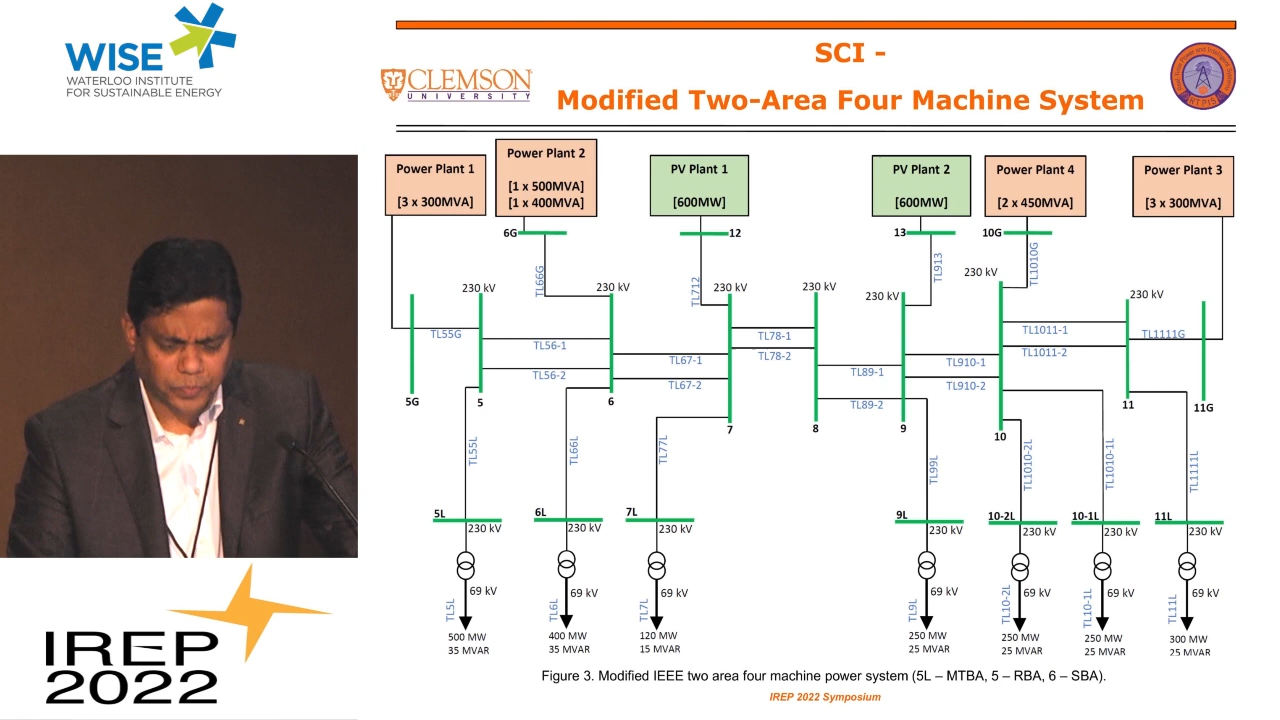 WISE
WATERLOO INSTITUTE
FOR SUSTAINABLE ENERGY
IREP
2022
CLEMSON
UNIVERSITY
SCI -
Modified Two-Area Four Machine System
Power Plant 1
[3 x 300MVA]
Power Plant 2
[1 x 500MVA]
[1 x 400MVA]
PV Plant 1
[600MW]
PV Plant 2
[600MW]
Power Plant 4
[2 x 450MVA]
Power Plant 3
[3 x 300MVA]
6G
12
13
10G
TL66G
TL712
TL913
TL1010G
230 kV
230 kV
230 kV
230 kV
230 kV
230 kV
230 kV
TL55G
TL56-1
TL56-2
TL67-1
TL67-2
TL78-1
TL78-2
TL89-1
TL89-2
TL910-1
TL910-2
TL1011-1
TL1011-2
TL1111G
5G
5
6
7
8
9
10
11
11G
TL55L
TL66L
TL77L
TL99L
TL1010-2L
TL1010-1L
TL1111L
5L
6L
7L
9L
10-2L
10-1L
11L
230 kV
230 kV
230 kV
230 kV
230 kV
230 kV
230 kV
69 kV
69 kV
69 kV
69 kV
69 kV
69 kV
69 kV
TL5L
TL6L
TL7L
TL9L
TL10-2L
TL10-1L
TL11L
500 MW
35 MVAR
400 MW
35 MVAR
120 MW
15 MVAR
250 MW
25 MVAR
250 MW
25 MVAR
250 MW
25 MVAR
300 MW
25 MVAR
Figure 3. Modified IEEE two area four machine power system (5L – MTBA, 5 – RBA, 6 – SBA).
IREP 2022 Symposium